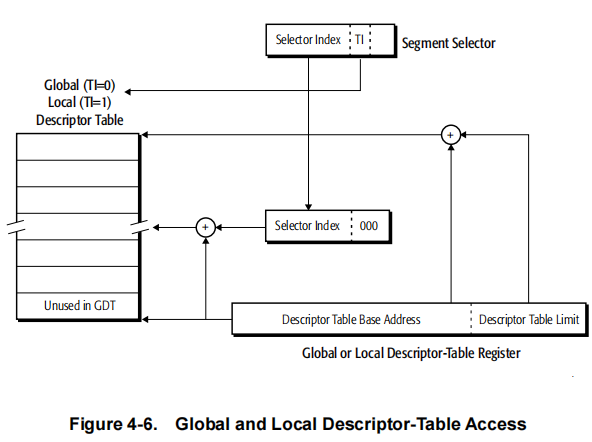 Selector Index TI Segment Selector
Global (TI=0)
Local (TI=1)
Descriptor Table
+
+
Selector Index 000
Unused in GDT
Descriptor Table Base Address Descriptor Table Limit
Global or Local Descriptor-Table Register
Figure 4-6. Global and Local Descriptor-Table Access